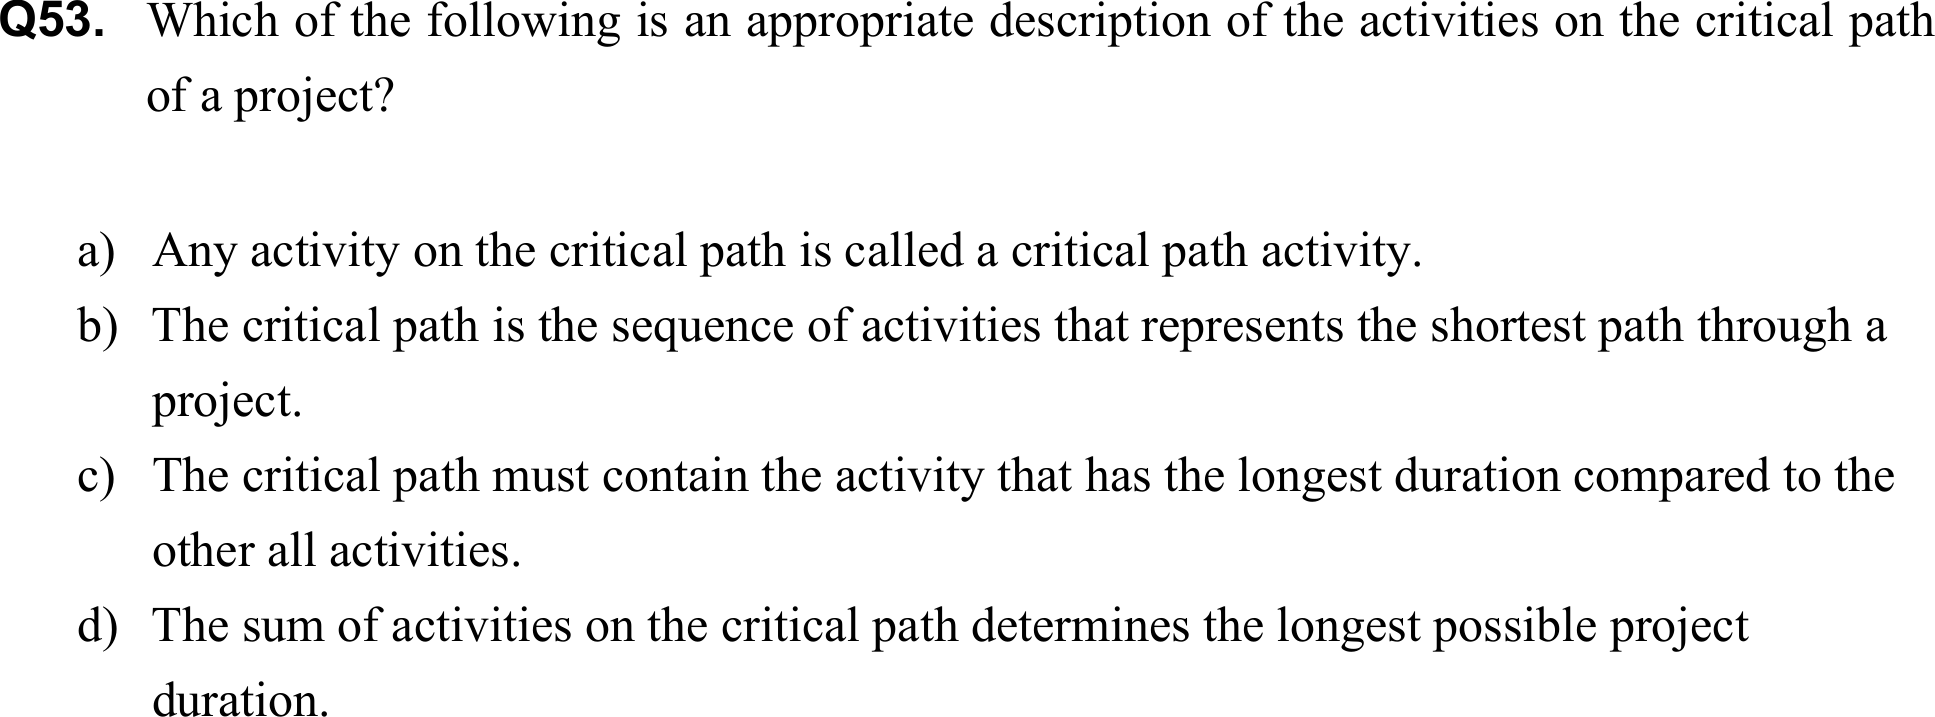 Q53. Which of the following is an appropriate description of the activities on the critical path
of a project?
a) Any activity on the critical path is called a critical path activity.
b) The critical path is the sequence of activities that represents the shortest path through a
project.
c) The critical path must contain the activity that has the longest duration compared to the
other all activities.
d) The sum of activities on the critical path determines the longest possible project
duration.